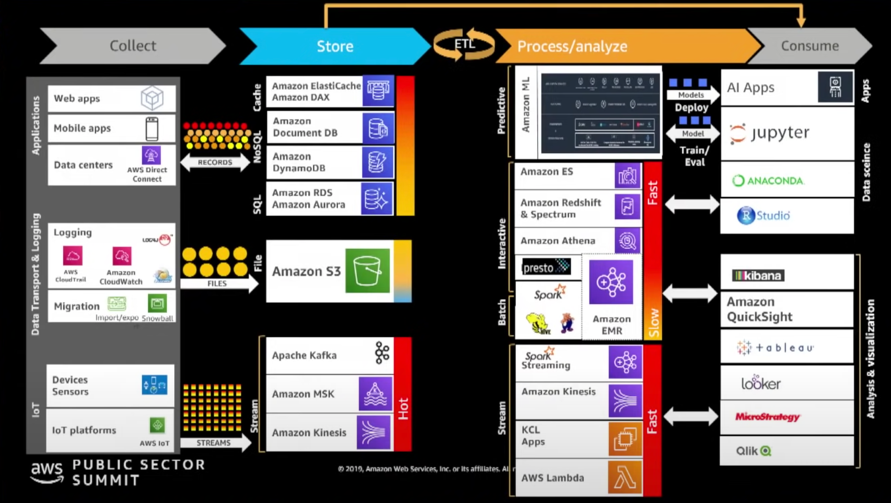 Collect
Store
ETL
Process/analyze
Consume
Applications
Web apps
Mobile apps
Data centers
AWS Direct
Connect
RECORDS
Data Transport & Logging
Logging
AWS
CloudTrail
Amazon
CloudWatch
FILES
Migration
Import/expo
Snowball
IoT
Devices
Sensors
IoT platforms
AWS IoT
STREAMS
Cache
Amazon ElastiCache
Amazon DAX
NoSQL
Amazon
Document DB
Amazon
DynamoDB
SQL
Amazon RDS
Amazon Aurora
File
Amazon S3
Stream
Apache Kafka
Amazon MSK
Amazon Kinesis
Hot
Predictive
Amazon ML
Interactive
Amazon ES
Amazon Redshift
& Spectrum
Amazon Athena
presto
Fast
Batch
Spark
HIVE
Amazon
EMR
Slow
Stream
Spark
Streaming
Amazon Kinesis
KCL
Apps
AWS Lambda
Fast
Models
Deploy
Model
Train/
Eval
AI Apps
Apps
jupyter
ANACONDA.
R Studio
Data sceince
kibana
Amazon
QuickSight
+ableau
looker
MicroStrategy
Qlik Q
Analysis & visualization
aws
PUBLIC SECTOR
SUMMIT
© 2019, Amazon Web Services, Inc. or its affiliates. Al